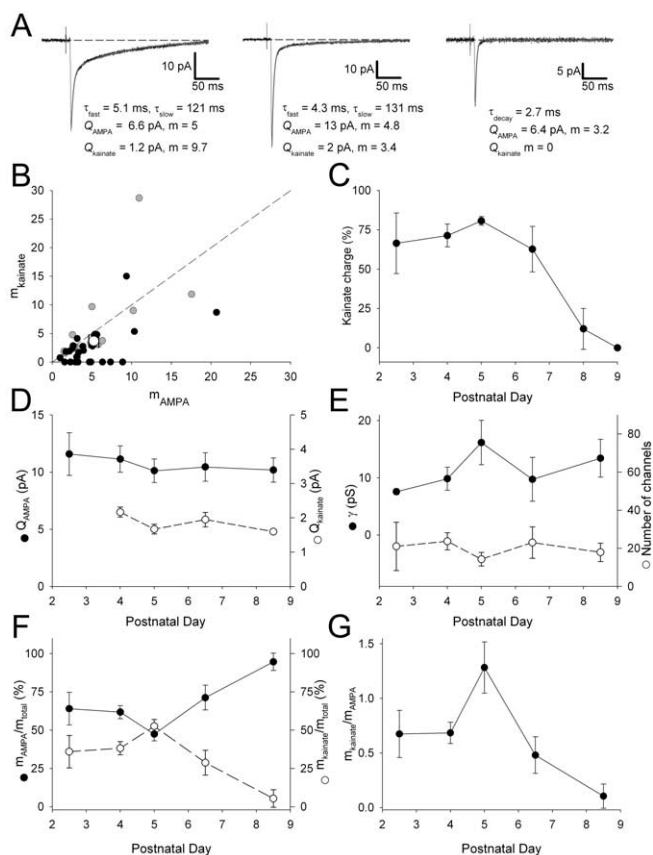 A
10 pA
50 ms
τfast = 5.1 ms, τslow = 121 ms
QAMPA = 6.6 pA, m = 5
Qkainate = 1.2 pA, m = 9.7
10 pA
50 ms
τfast = 4.3 ms, τslow = 131 ms
QAMPA = 13 pA, m = 4.8
Qkainate = 2 pA, m = 3.4
5 pA
50 ms
τdecay = 2.7 ms
QAMPA = 6.4 pA, m = 3.2
Qkainate m = 0
B
mkainate
30
25
20
15
10
5
0
0 5 10 15 20 25 30
mAMPA
C
Kainate charge (%)
100
75
50
25
0
2 3 4 5 6 7 8 9
Postnatal Day
D
QAMPA (pA)
15
10
5
0
5
4
3
2
1
0
Qkainate (pA)
2 3 4 5 6 7 8 9
Postnatal Day
E
γ (pS)
20
10
0
80
60
40
20
0
Number of channels
2 3 4 5 6 7 8 9
Postnatal Day
F
mAMPA/mtotal (%)
100
75
50
25
0
100
75
50
25
0
mkainate/mtotal (%)
2 3 4 5 6 7 8 9
Postnatal Day
G
mkainate/mAMPA
1.5
1.0
0.5
0.0
2 3 4 5 6 7 8 9
Postnatal Day